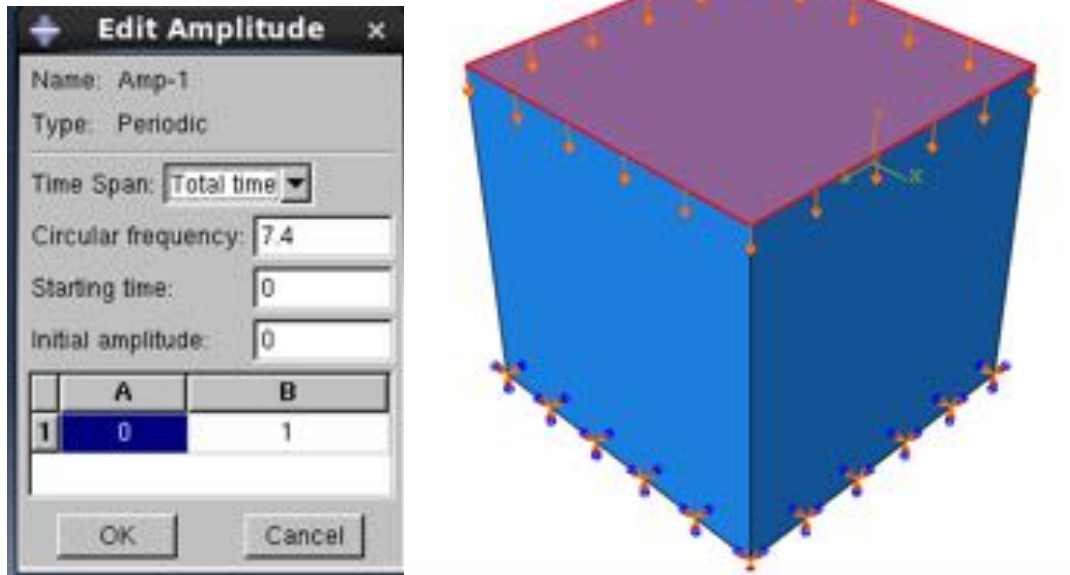 Edit Amplitude x
Name: Amp-1
Type: Periodic
Time Span: Total time
Circular frequency: 7.4
Starting time: 0
Initial amplitude: 0
A B
1 0 1
OK Cancel
X